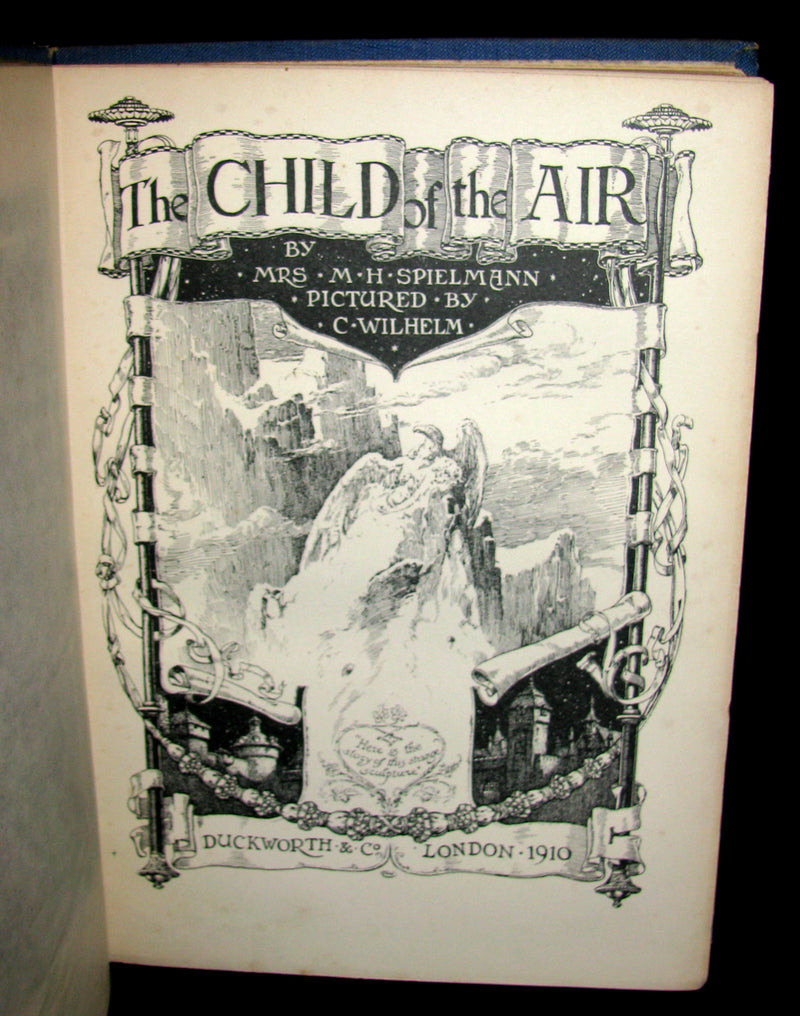 The CHILD of the AIR
BY
· MRS · M · H · SPIELMANN ·
· PICTURED · BY ·
· C · WILHELM ·
"Here is the
story of this strange
sculpture"
DUCKWORTH · & · Co LONDON · 1910